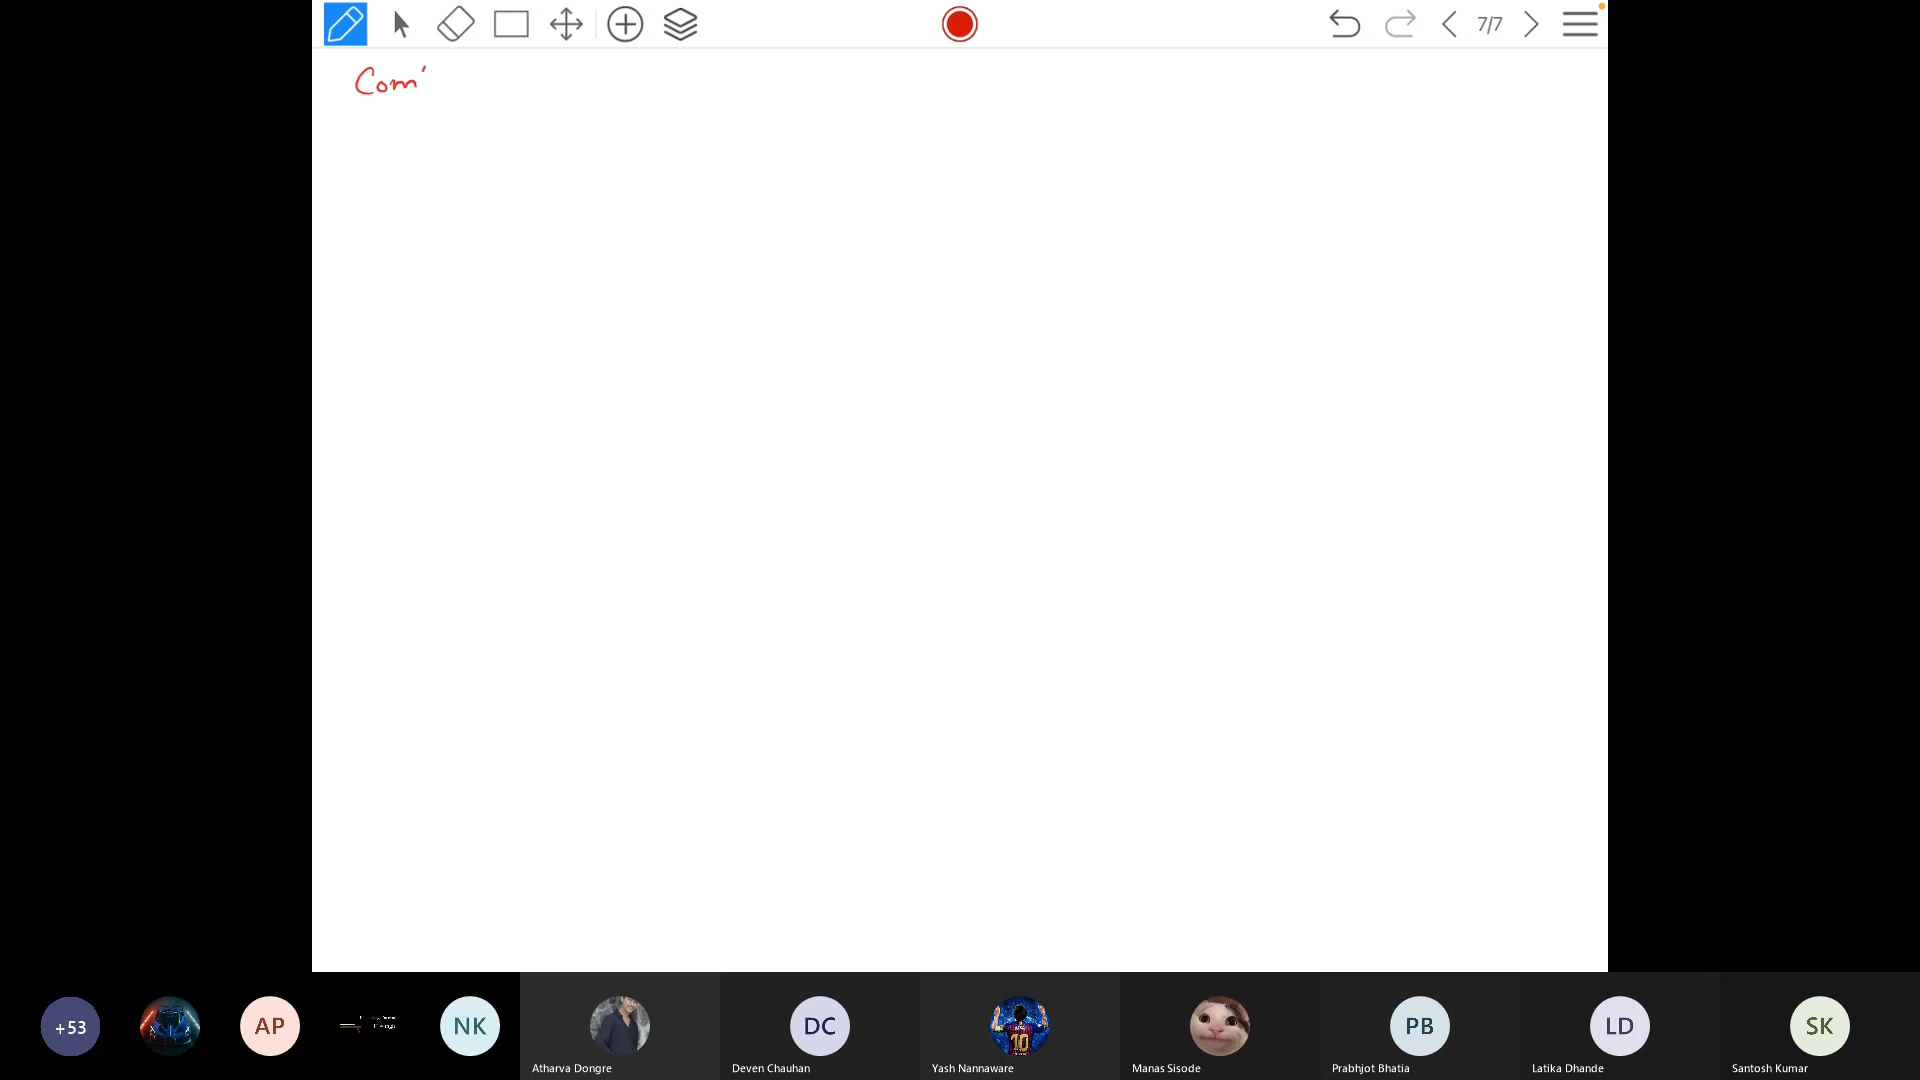 7/7
Com'
+53
AP
NK
DC
10
PB
LD
SK
Atharva Dongre
Deven Chauhan
Yash Nannaware
Manas Sisode
Prabhjot Bhatia
Latika Dhande
Santosh Kumar